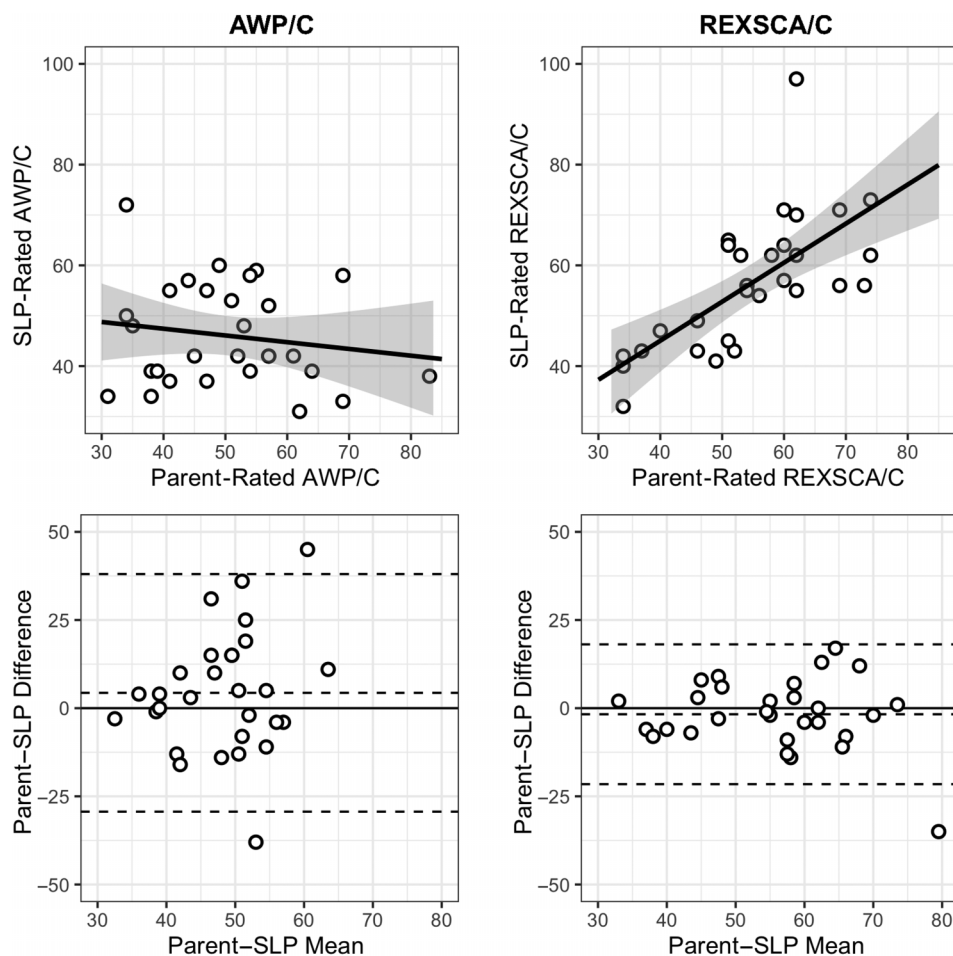 AWP/C
REXSCA/C
100
80
60
40
SLP-Rated AWP/C
30 40 50 60 70 80
Parent-Rated AWP/C
100
80
60
40
SLP-Rated REXSCA/C
30 40 50 60 70 80
Parent-Rated REXSCA/C
50
25
0
−25
−50
Parent−SLP Difference
30 40 50 60 70 80
Parent−SLP Mean
50
25
0
−25
−50
Parent−SLP Difference
30 40 50 60 70 80
Parent−SLP Mean